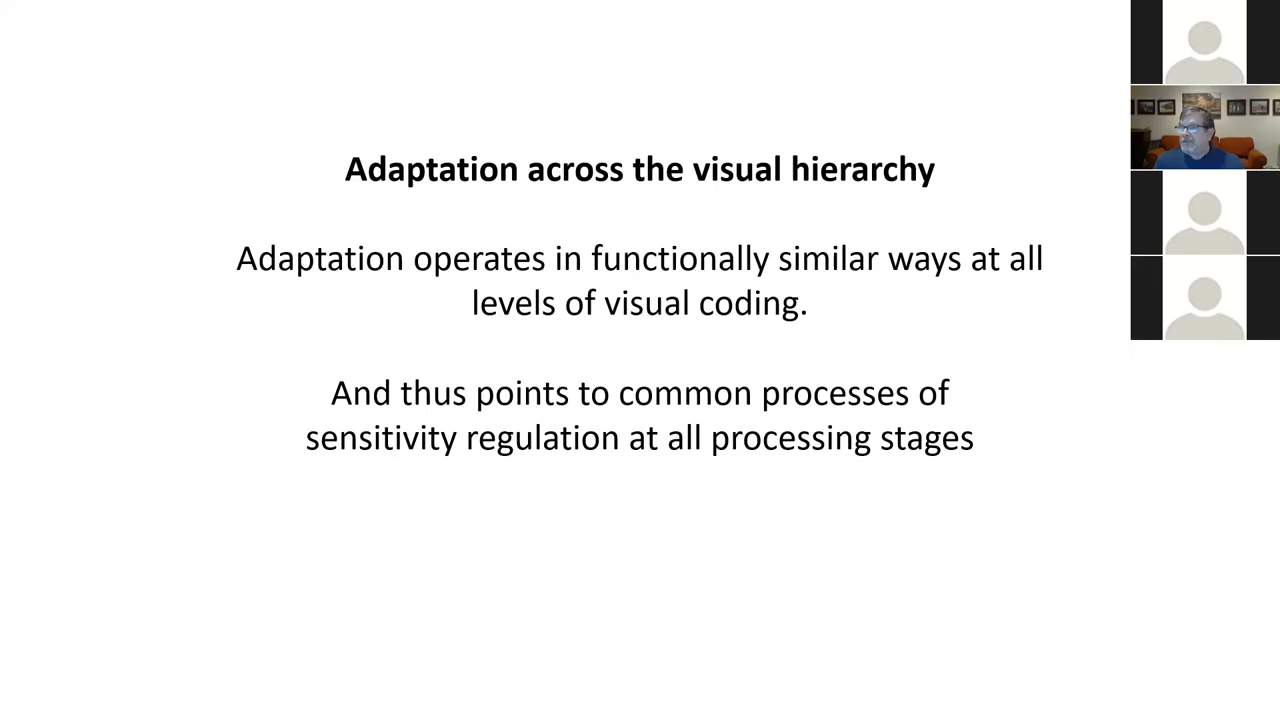 Adaptation across the visual hierarchy
Adaptation operates in functionally similar ways at all
levels of visual coding.
And thus points to common processes of
sensitivity regulation at all processing stages